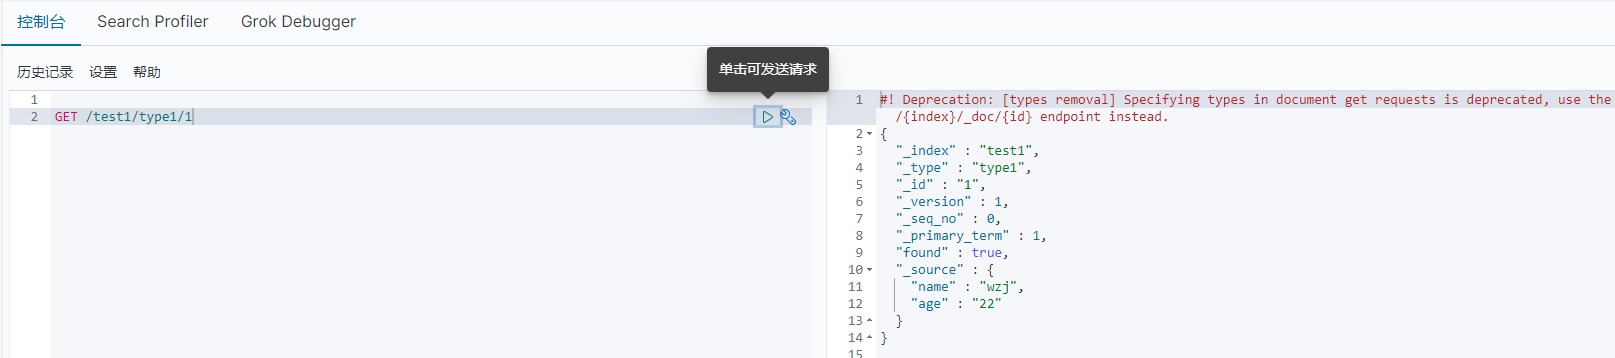 控制台 Search Profiler Grok Debugger
历史记录 设置 帮助
单击可发送请求
1
2 GET /test1/type1/1
1 #! Deprecation: [types removal] Specifying types in document get requests is deprecated, use the
/{index}/_doc/{id} endpoint instead.
2 {
3 "_index" : "test1",
4 "_type" : "type1",
5 "_id" : "1",
6 "_version" : 1,
7 "_seq_no" : 0,
8 "_primary_term" : 1,
9 "found" : true,
10 "_source" : {
11 "name" : "wzj",
12 "age" : "22"
13 }
14 }
15